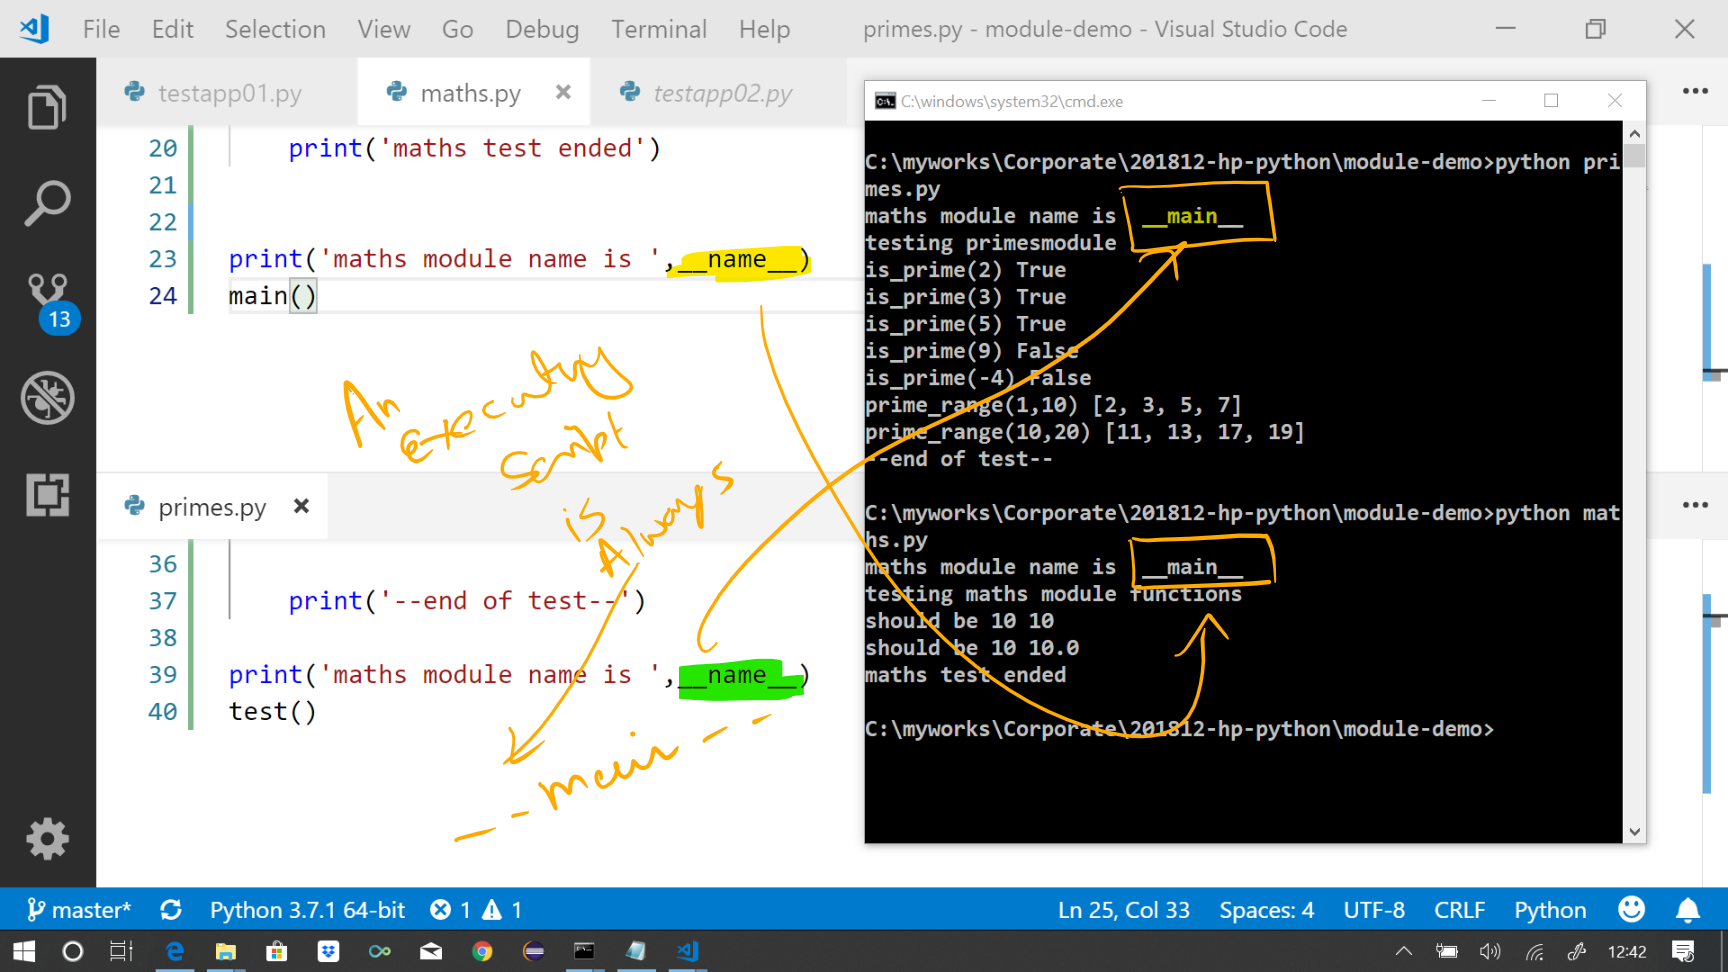 File Edit Selection View Go Debug Terminal Help primes.py - module-demo - Visual Studio Code
testapp01.py maths.py testapp02.py
20 print('maths test ended')
21
22
23 print('maths module name is ',__name__)
24 main()
13
An
executing
script
is
Always
__main__
primes.py
36
37 print('--end of test--')
38
39 print('maths module name is ',__name__)
40 test()
C:\windows\system32\cmd.exe
C:\myworks\Corporate\201812-hp-python\module-demo>python pri
mes.py
maths module name is __main__
testing primesmodule
is_prime(2) True
is_prime(3) True
is_prime(5) True
is_prime(9) False
is_prime(-4) False
prime_range(1,10) [2, 3, 5, 7]
prime_range(10,20) [11, 13, 17, 19]
--end of test--
C:\myworks\Corporate\201812-hp-python\module-demo>python mat
hs.py
maths module name is __main__
testing maths module functions
should be 10 10
should be 10 10.0
maths test ended
C:\myworks\Corporate\201812-hp-python\module-demo>
master* Python 3.7.1 64-bit 1 1 Ln 25, Col 33 Spaces: 4 UTF-8 CRLF Python
12:42